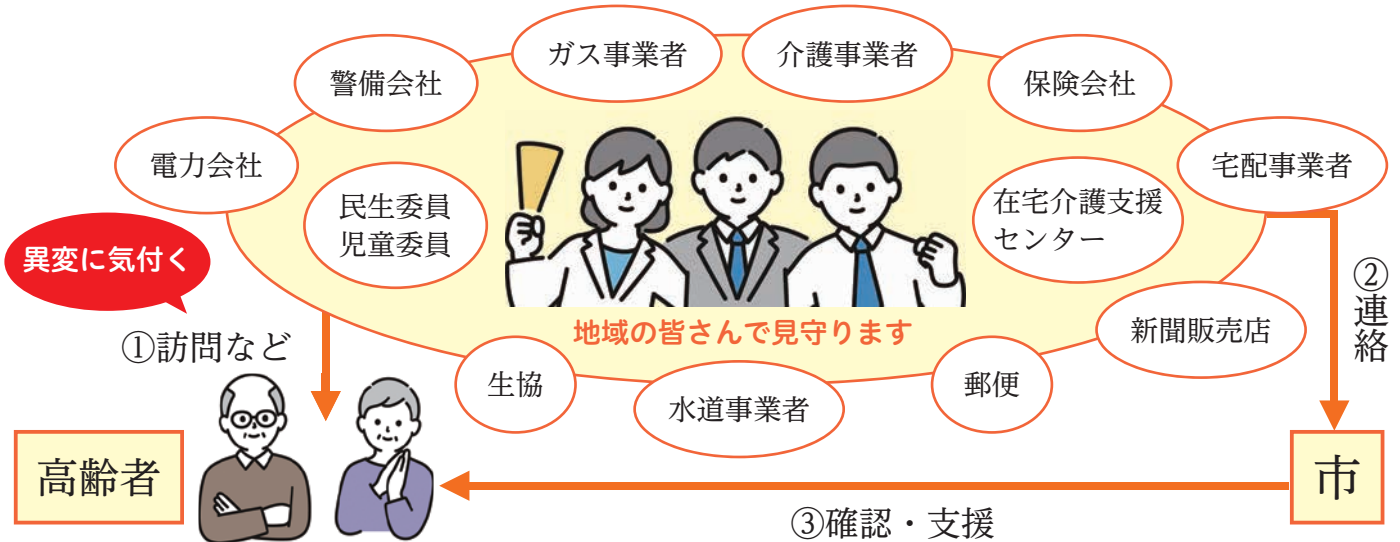 ガス事業者
介護事業者
警備会社
保険会社
電力会社
宅配事業者
民生委員
児童委員
在宅介護支援
センター
異変に気付く
地域の皆さんで見守ります
新聞販売店
②連絡
①訪問など
生協
水道事業者
郵便
高齢者
市
③確認・支援